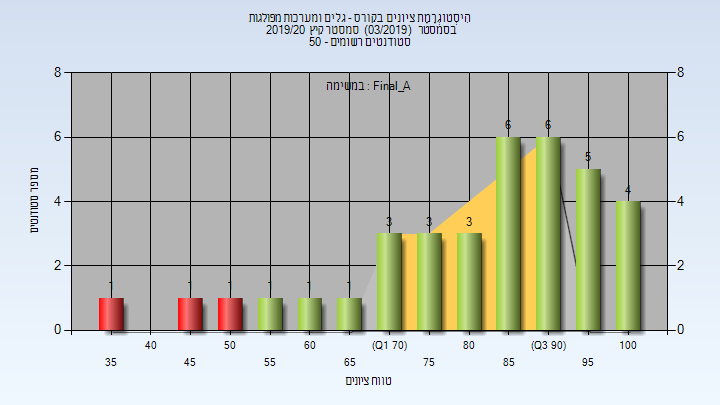 היסטוגרמת ציונים בקורס - גלים ומערכות מפולגות
בסמסטר (03/2019) סמסטר קיץ 2019/20
סטודנטים רשומים - 50
במשימה : Final_A
8 8
6 6
4 4
2 2
0 0
מספר סטודנטים
1 1 1 1 1 1 3 3 3 6 6 5 4
40 50 60 (Q1 70) 80 (Q3 90) 100
35 45 55 65 75 85 95
טווח ציונים